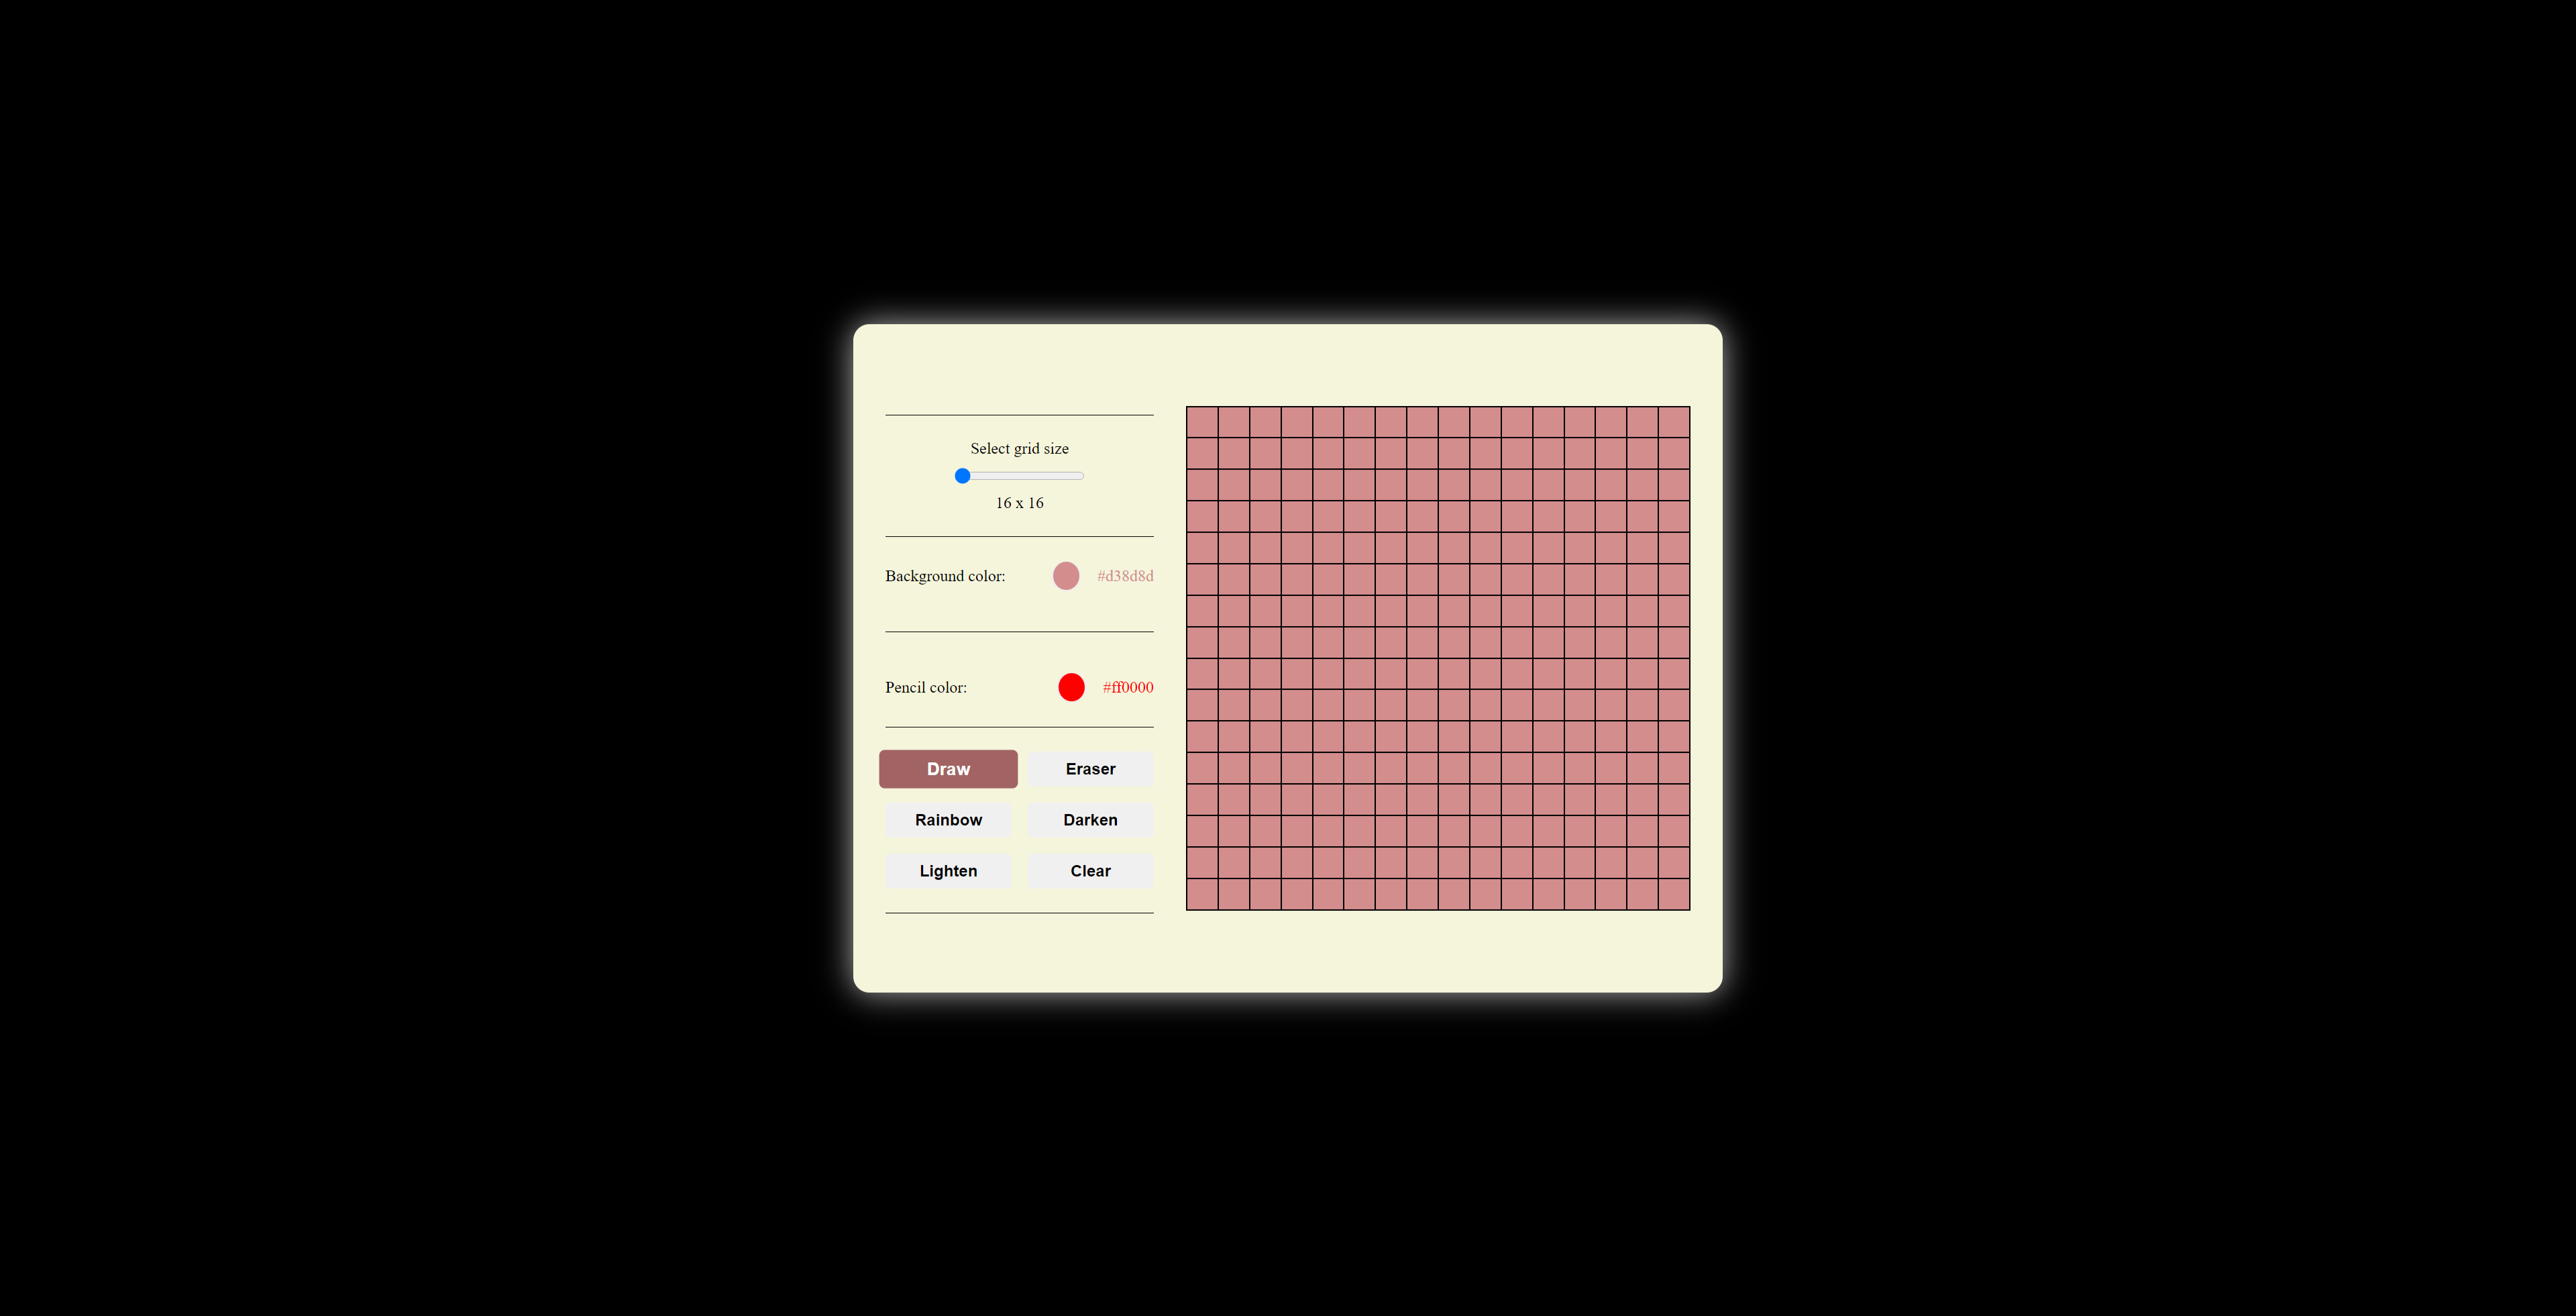 Select grid size
16 x 16
Background color: #d38d8d
Pencil color: #ff0000
Draw Eraser
Rainbow Darken
Lighten Clear